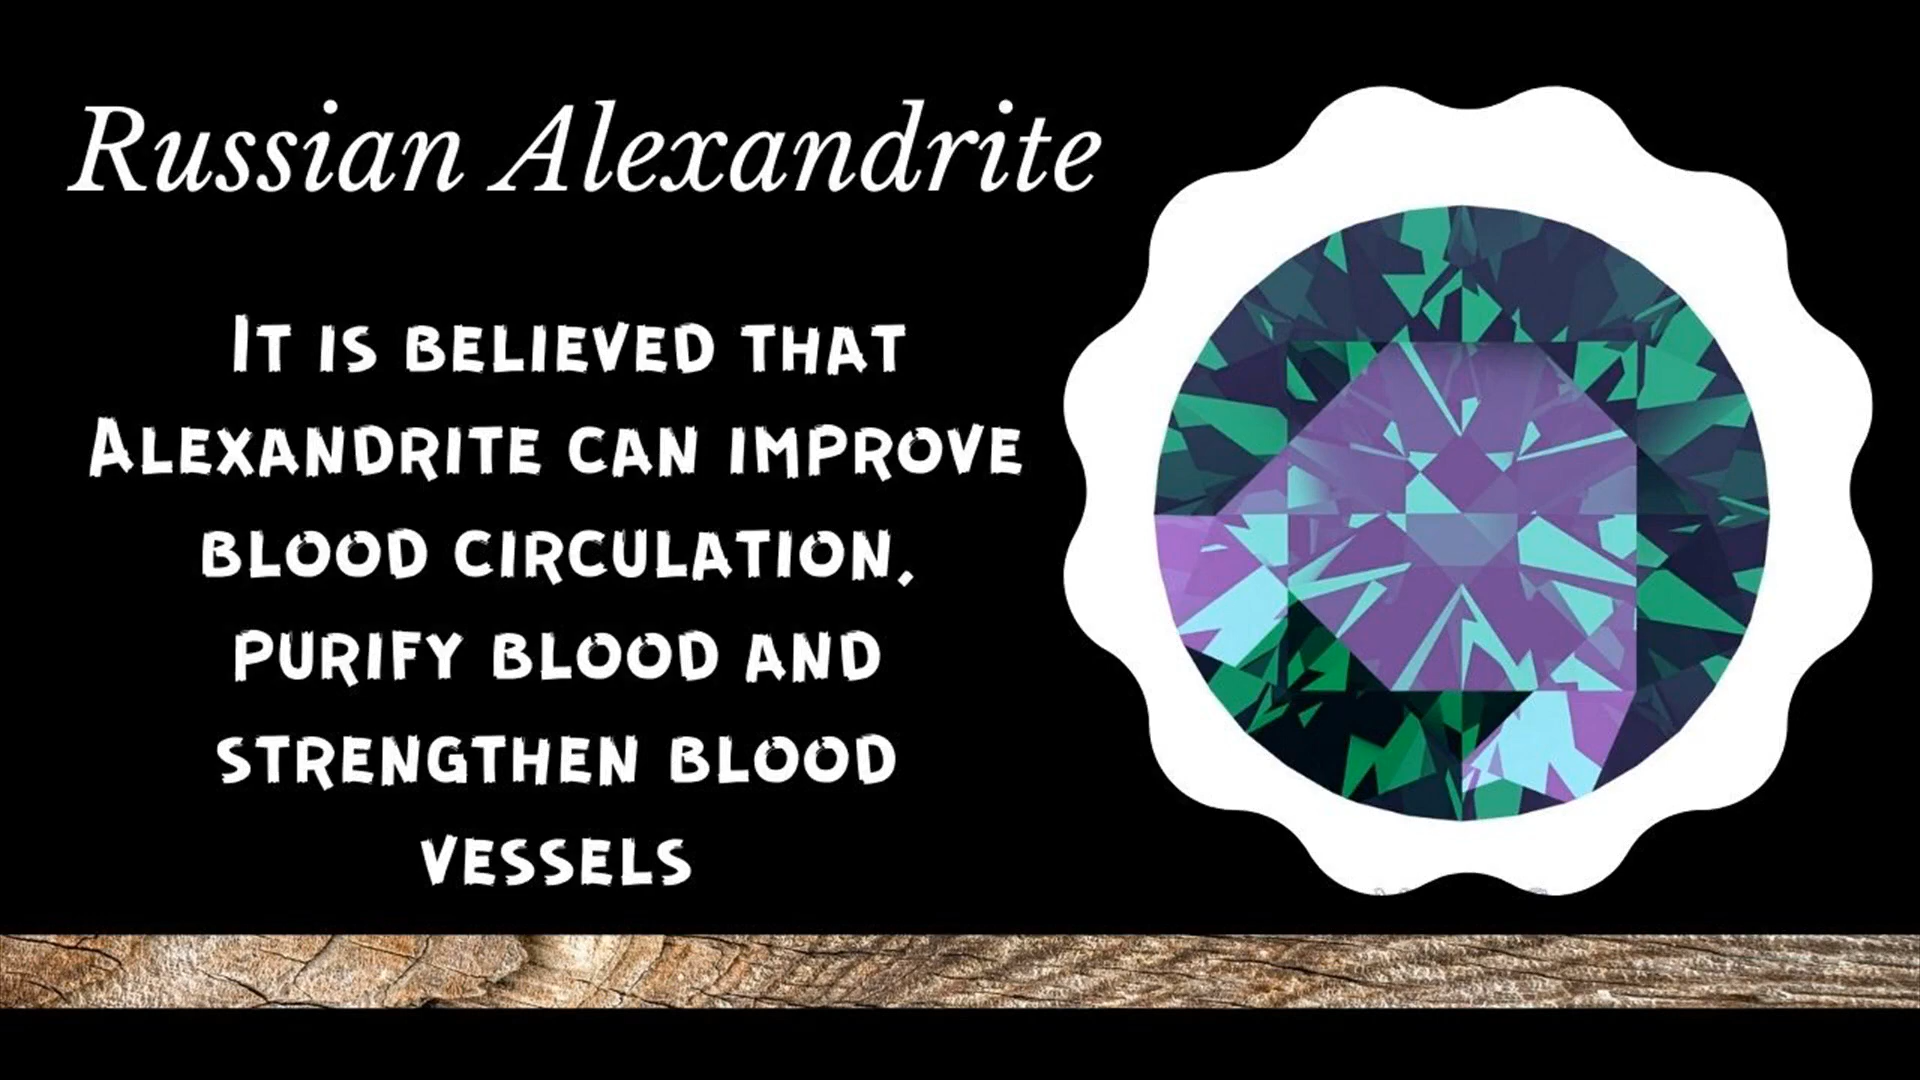 Russian Alexandrite
It is believed that
Alexandrite can improve
blood circulation,
purify blood and
strengthen blood
vessels